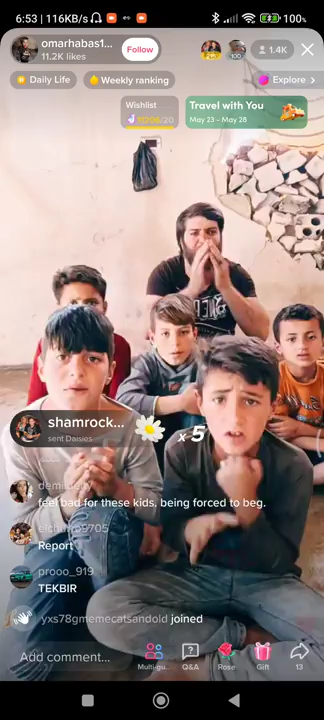 6:53 | 116KB/s
100%
omarhabas1...
11.2K likes
Follow
1.4K
Daily Life
Weekly ranking
Explore >
Wishlist
/20
Travel with You
May 23 – May 28
shamrock...
sent Daisies
x 5
feel bad for these kids, being forced to beg.
Report
prooo_919
TEKBIR
yxs78gmemecatsandold joined
Add comment...
Multi-gu...
Q&A
Rose
Gift
13